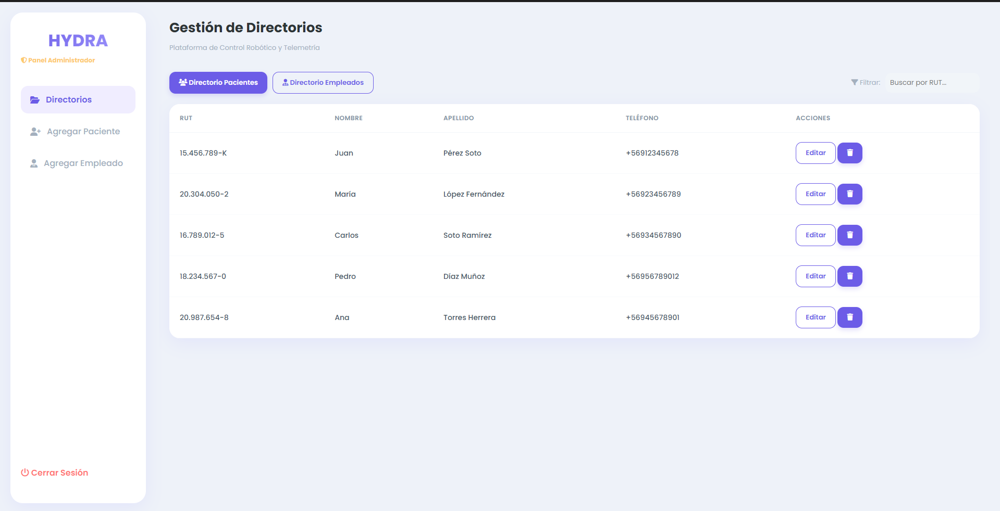 HYDRA
Panel Administrador
Directorios
Agregar Paciente
Agregar Empleado
Cerrar Sesión
Gestión de Directorios
Plataforma de Control Robótico y Telemetría
Directorio Pacientes
Directorio Empleados
Filtrar: Buscar por RUT...
RUT NOMBRE APELLIDO TELÉFONO ACCIONES
15.456.789-K Juan Pérez Soto +56912345678 Editar
20.304.050-2 María López Fernández +56923456789 Editar
16.789.012-5 Carlos Soto Ramírez +56934567890 Editar
18.234.567-0 Pedro Díaz Muñoz +56956789012 Editar
20.987.654-8 Ana Torres Herrera +56945678901 Editar